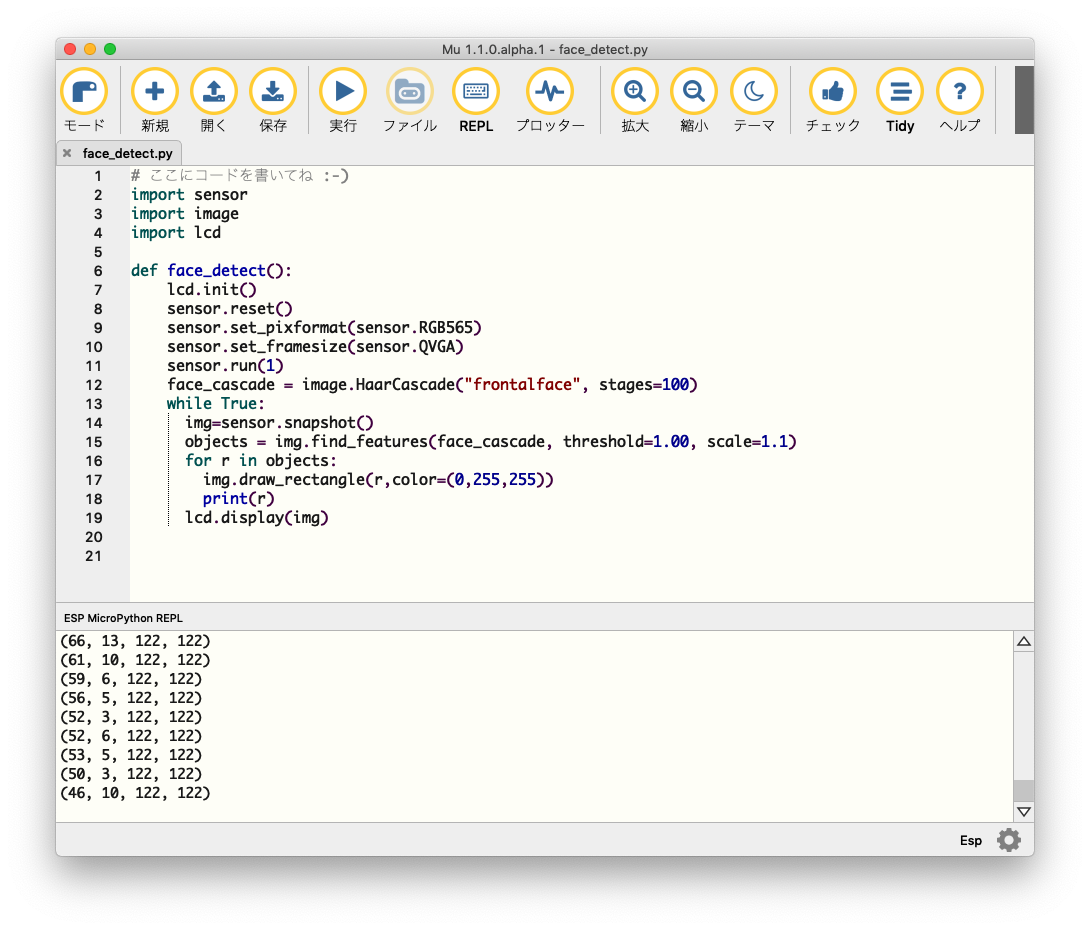 Mu 1.1.0.alpha.1 - face_detect.py
モード 新規 開く 保存 実行 ファイル REPL プロッター 拡大 縮小 テーマ チェック Tidy ヘルプ
face_detect.py
1 # ここにコードを書いてね :-)
2 import sensor
3 import image
4 import lcd
5
6 def face_detect():
7     lcd.init()
8     sensor.reset()
9     sensor.set_pixformat(sensor.RGB565)
10     sensor.set_framesize(sensor.QVGA)
11     sensor.run(1)
12     face_cascade = image.HaarCascade("frontalface", stages=100)
13     while True:
14       img=sensor.snapshot()
15       objects = img.find_features(face_cascade, threshold=1.00, scale=1.1)
16       for r in objects:
17         img.draw_rectangle(r,color=(0,255,255))
18         print(r)
19       lcd.display(img)
20
21
ESP MicroPython REPL
(66, 13, 122, 122)
(61, 10, 122, 122)
(59, 6, 122, 122)
(56, 5, 122, 122)
(52, 3, 122, 122)
(52, 6, 122, 122)
(53, 5, 122, 122)
(50, 3, 122, 122)
(46, 10, 122, 122)
Esp